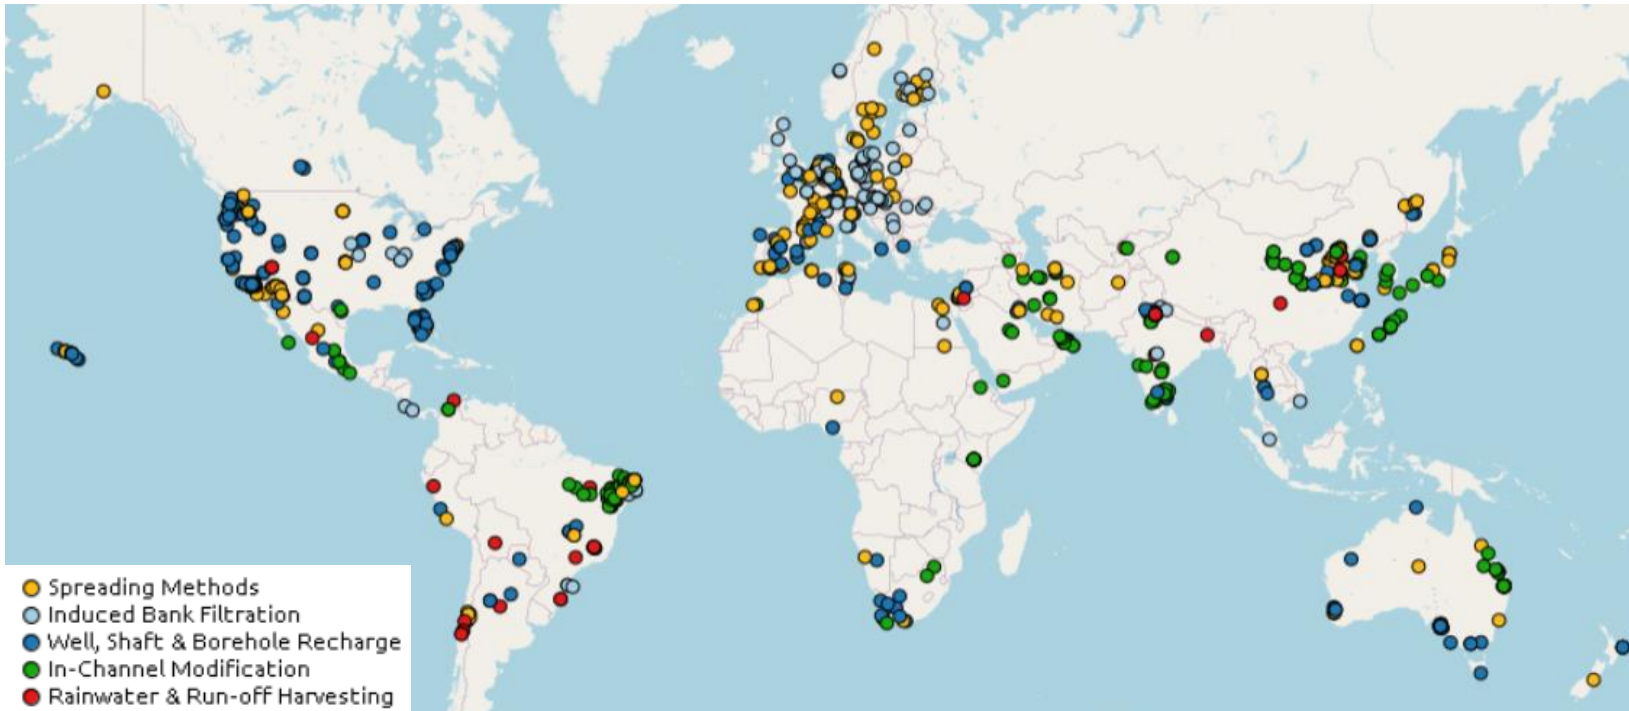 Spreading Methods
Induced Bank Filtration
Well, Shaft & Borehole Recharge
In-Channel Modification
Rainwater & Run-off Harvesting